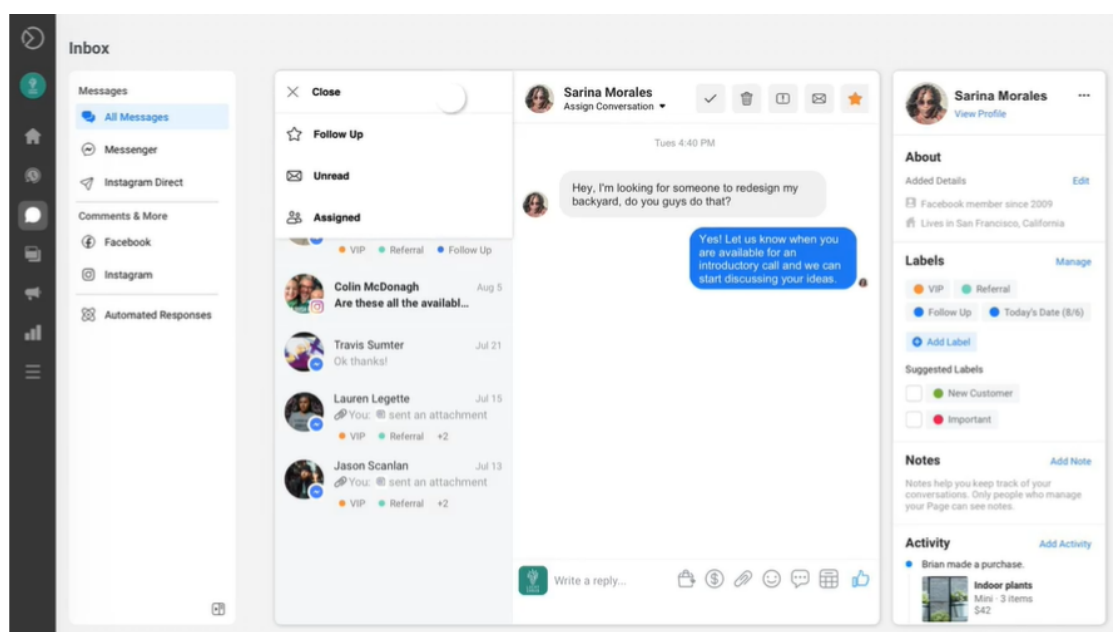 Inbox
Messages
All Messages
Messenger
Instagram Direct
Comments & More
Facebook
Instagram
Automated Responses
Close
Follow Up
Unread
Assigned
VIP Referral Follow Up
Colin McDonagh Aug 5
Are these all the availabl...
Travis Sumter Jul 21
Ok thanks!
Lauren Legette Jul 15
You: sent an attachment
VIP Referral +2
Jason Scanlan Jul 13
You: sent an attachment
VIP Referral +2
Sarina Morales
Assign Conversation
Tues 4:40 PM
Hey, I'm looking for someone to redesign my
backyard, do you guys do that?
Yes! Let us know when you
are available for an
introductory call and we can
start discussing your ideas.
Write a reply...
Sarina Morales
View Profile
About
Added Details Edit
Facebook member since 2009
Lives in San Francisco, California
Labels Manage
VIP Referral
Follow Up Today's Date (8/6)
Add Label
Suggested Labels
New Customer
Important
Notes Add Note
Notes help you keep track of your
conversations. Only people who manage
your Page can see notes.
Activity Add Activity
Brian made a purchase.
Indoor plants
Mini · 3 items
$42